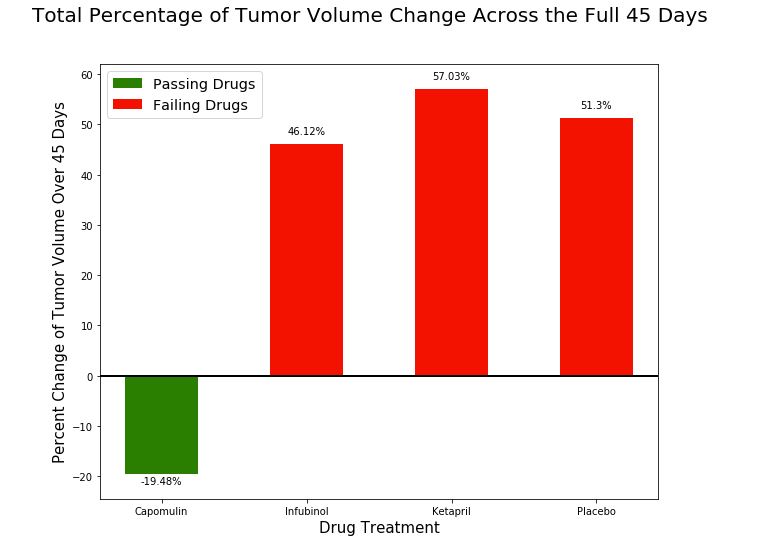 Total Percentage of Tumor Volume Change Across the Full 45 Days
Percent Change of Tumor Volume Over 45 Days
60
50
40
30
20
10
0
−10
−20
Passing Drugs
Failing Drugs
-19.48%
46.12%
57.03%
51.3%
Capomulin
Infubinol
Ketapril
Placebo
Drug Treatment